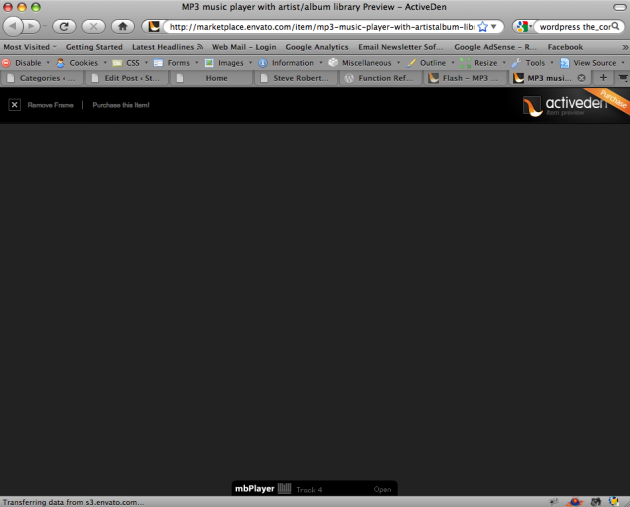 MP3 music player with artist/album library Preview – ActiveDen
http://marketplace.envato.com/item/mp3-music-player-with-artistalbum-lib
wordpress the_cor
Most Visited Getting Started Latest Headlines Web Mail – Login Google Analytics Email Newsletter Sof... Google AdSense – R... Facebook »
Disable Cookies CSS Forms Images Information Miscellaneous Outline Resize Tools View Source
Categories ‹ ... Edit Post ‹ St... Home Steve Robert... Function Ref... Flash – MP3 ... MP3 musi...
Remove Frame | Purchase this Item!
activeden
item preview
Purchase
mbPlayer Track 4 Open
Transferring data from s3.envato.com...